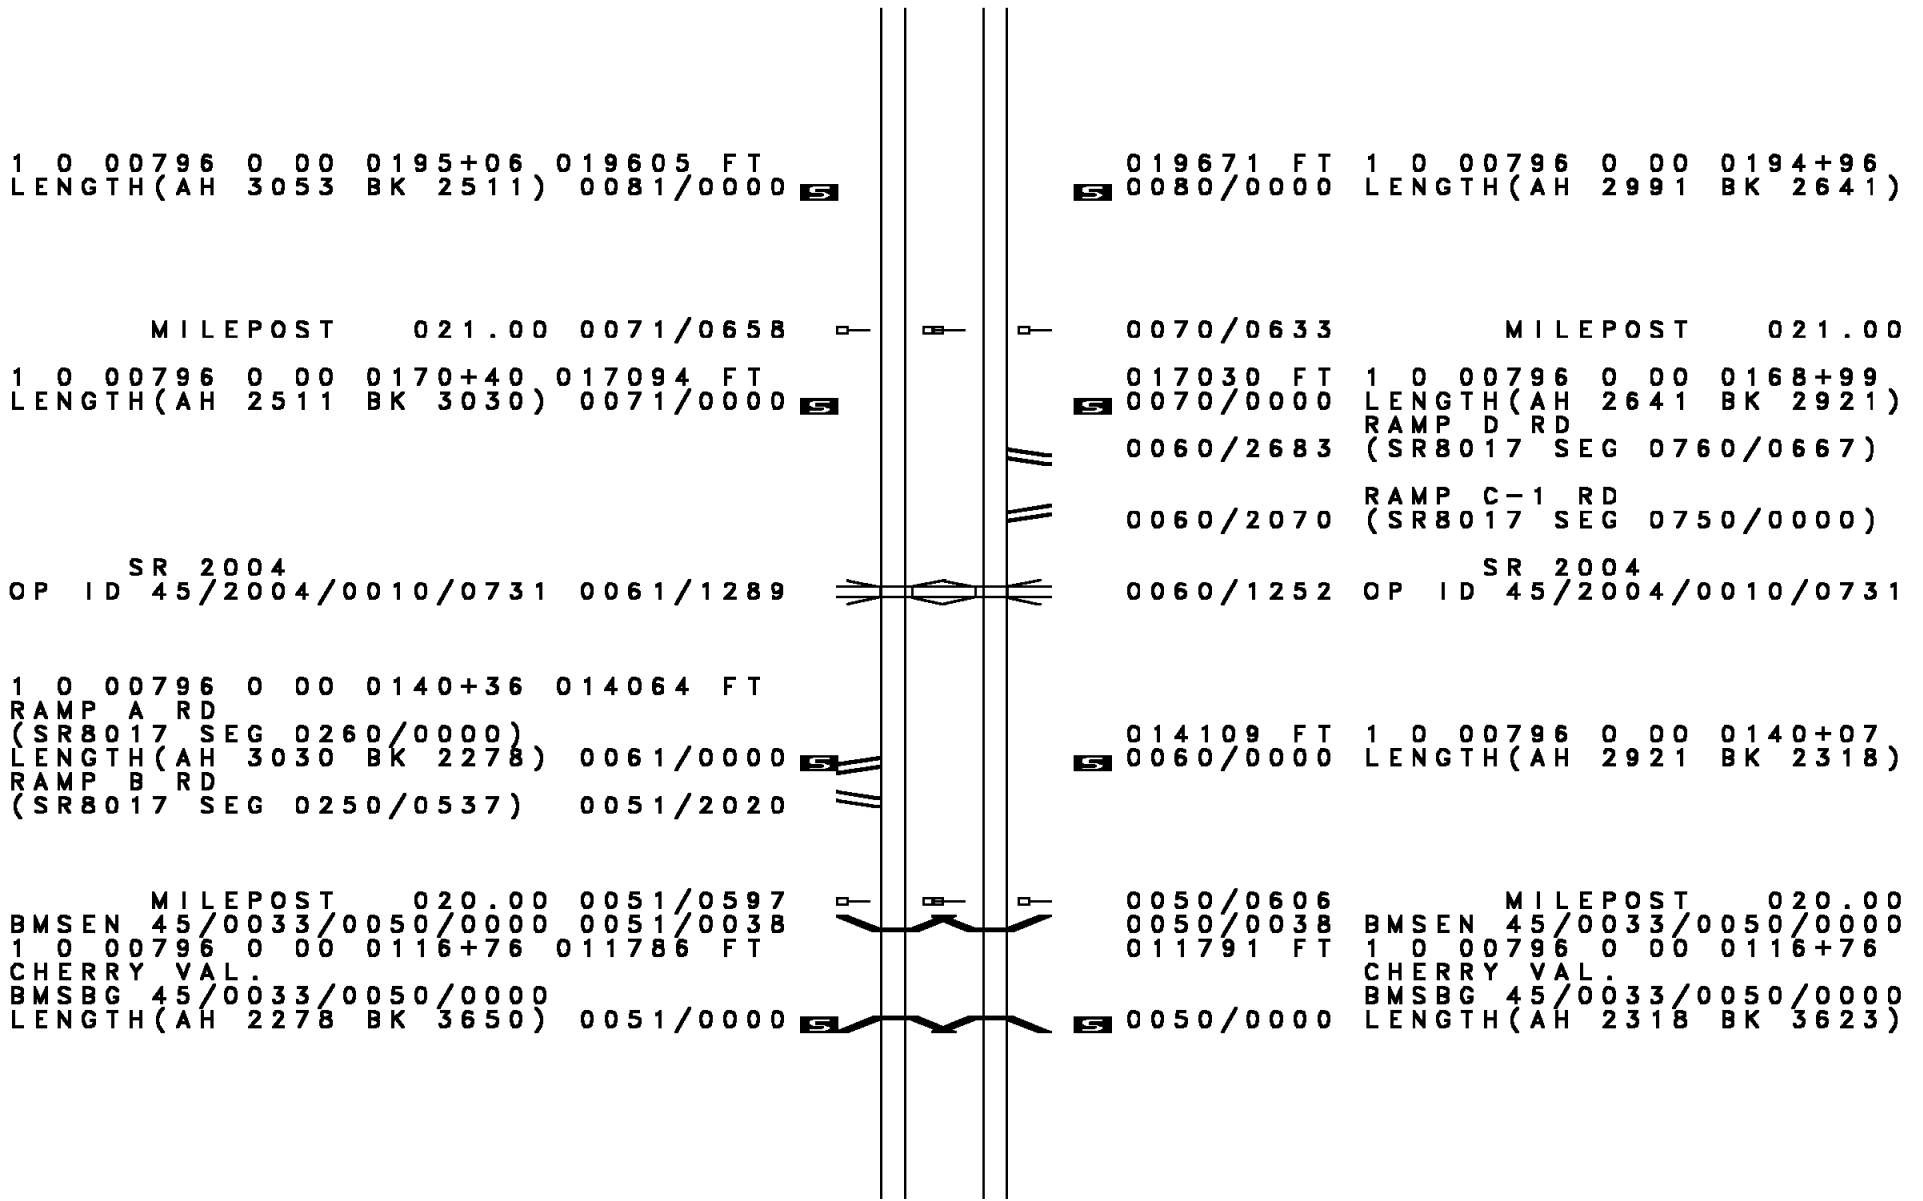 1 0 00796 0 00 0195+06 019605 FT
LENGTH(AH 3053 BK 2511) 0081/0000 S
019671 FT 1 0 00796 0 00 0194+96
S 0080/0000 LENGTH(AH 2991 BK 2641)
MILEPOST 021.00 0071/0658
0070/0633 MILEPOST 021.00
1 0 00796 0 00 0170+40 017094 FT
LENGTH(AH 2511 BK 3030) 0071/0000 S
017030 FT 1 0 00796 0 00 0168+99
S 0070/0000 LENGTH(AH 2641 BK 2921)
RAMP D RD
0060/2683 (SR8017 SEG 0760/0667)
RAMP C-1 RD
0060/2070 (SR8017 SEG 0750/0000)
SR 2004
OP ID 45/2004/0010/0731 0061/1289
SR 2004
0060/1252 OP ID 45/2004/0010/0731
1 0 00796 0 00 0140+36 014064 FT
RAMP A RD
(SR8017 SEG 0260/0000)
LENGTH(AH 3030 BK 2278) 0061/0000 S
RAMP B RD
(SR8017 SEG 0250/0537) 0051/2020
014109 FT 1 0 00796 0 00 0140+07
S 0060/0000 LENGTH(AH 2921 BK 2318)
MILEPOST 020.00 0051/0597
BMSEN 45/0033/0050/0000 0051/0038
1 0 00796 0 00 0116+76 011786 FT
CHERRY VAL.
BMSBG 45/0033/0050/0000
LENGTH(AH 2278 BK 3650) 0051/0000 S
0050/0606 MILEPOST 020.00
0050/0038 BMSEN 45/0033/0050/0000
011791 FT 1 0 00796 0 00 0116+76
CHERRY VAL.
BMSBG 45/0033/0050/0000
S 0050/0000 LENGTH(AH 2318 BK 3623)